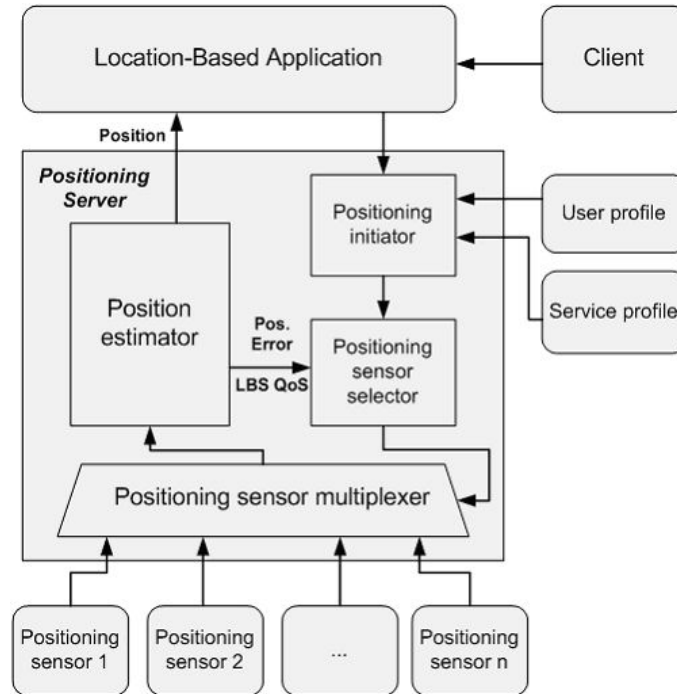 Location-Based Application
Client
Position
Positioning
Server
Positioning
initiator
User profile
Position
estimator
Service profile
Pos.
Error
LBS QoS
Positioning
sensor
selector
Positioning sensor multiplexer
Positioning
sensor 1
Positioning
sensor 2
...
Positioning
sensor n